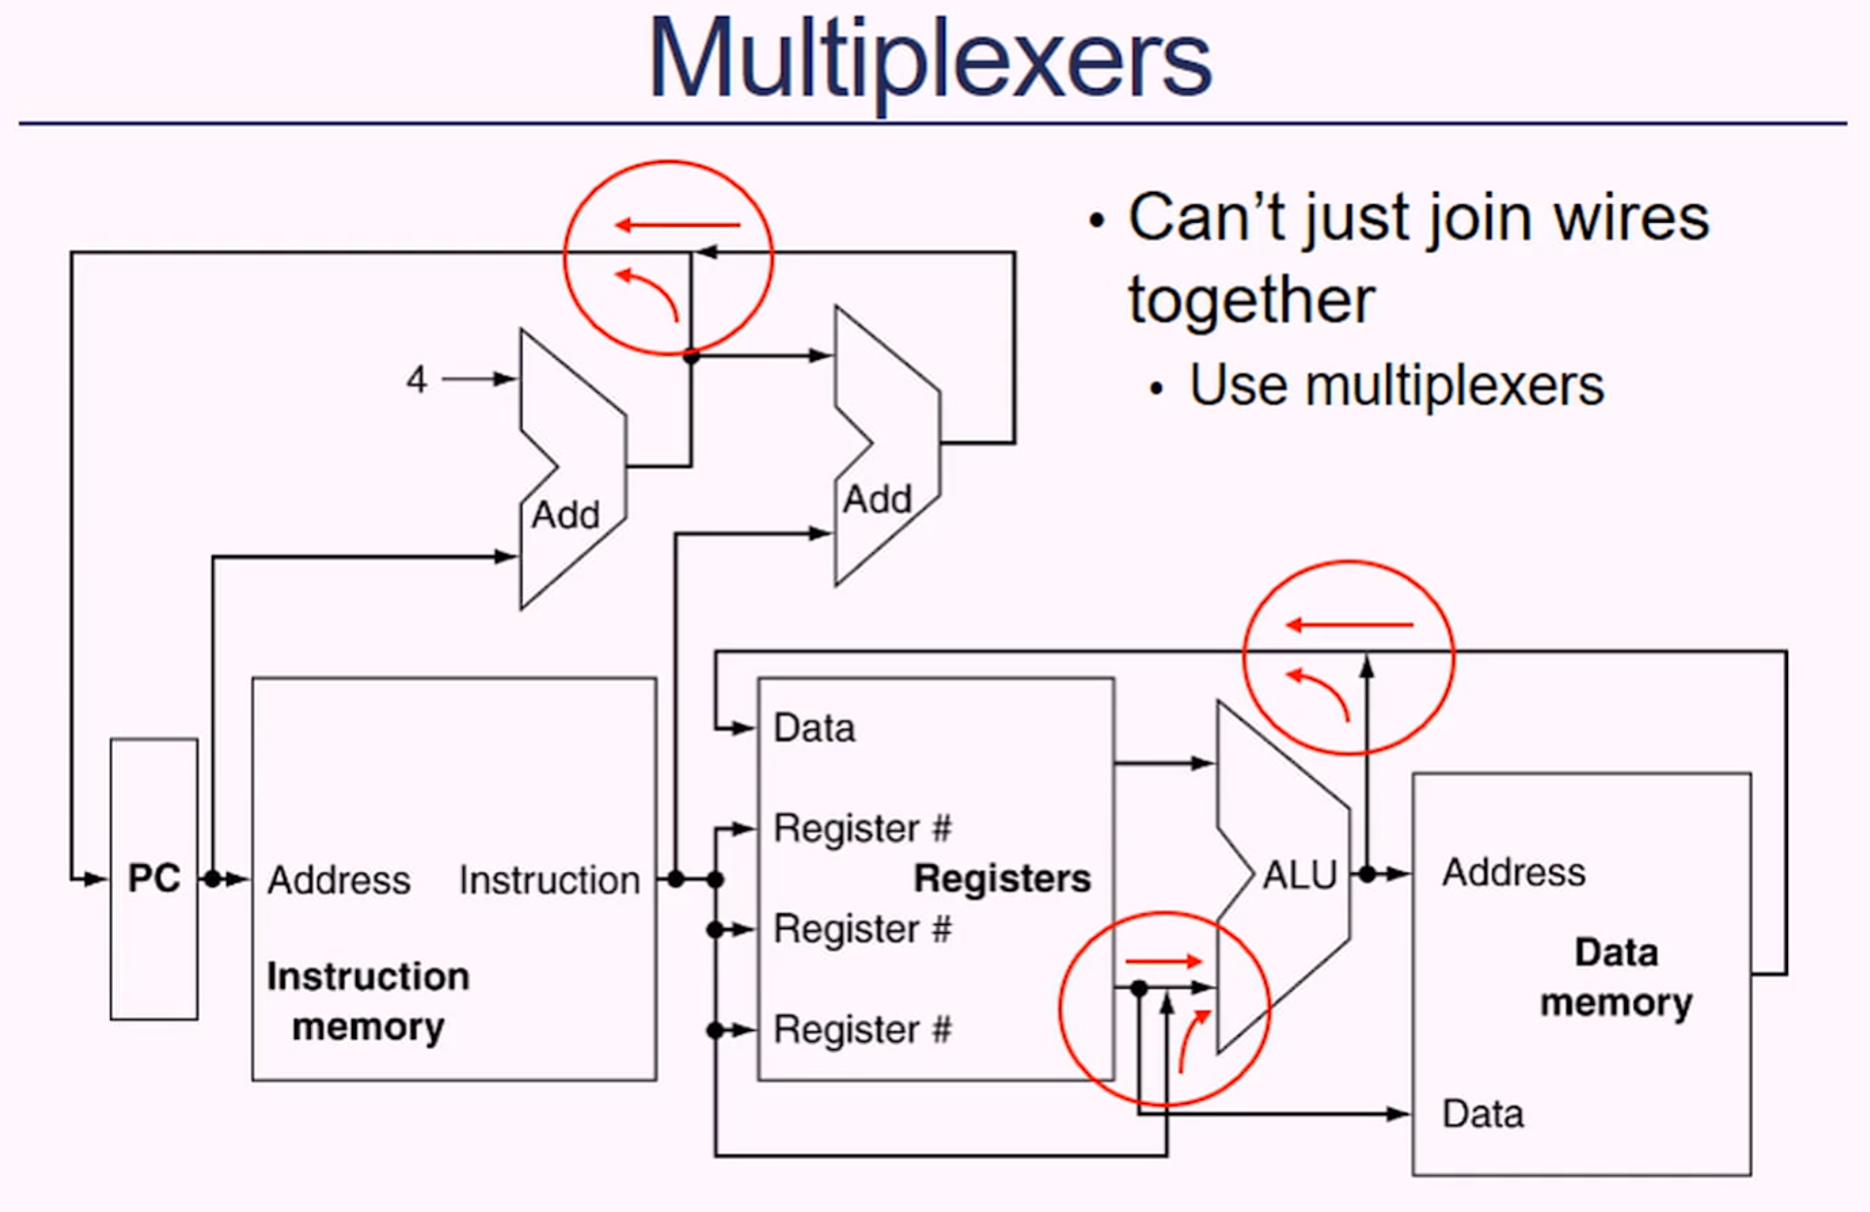 Multiplexers
• Can't just join wires
together
• Use multiplexers
4
Add
Add
PC
Address
Instruction
Instruction
memory
Data
Register #
Registers
Register #
Register #
ALU
Address
Data
memory
Data